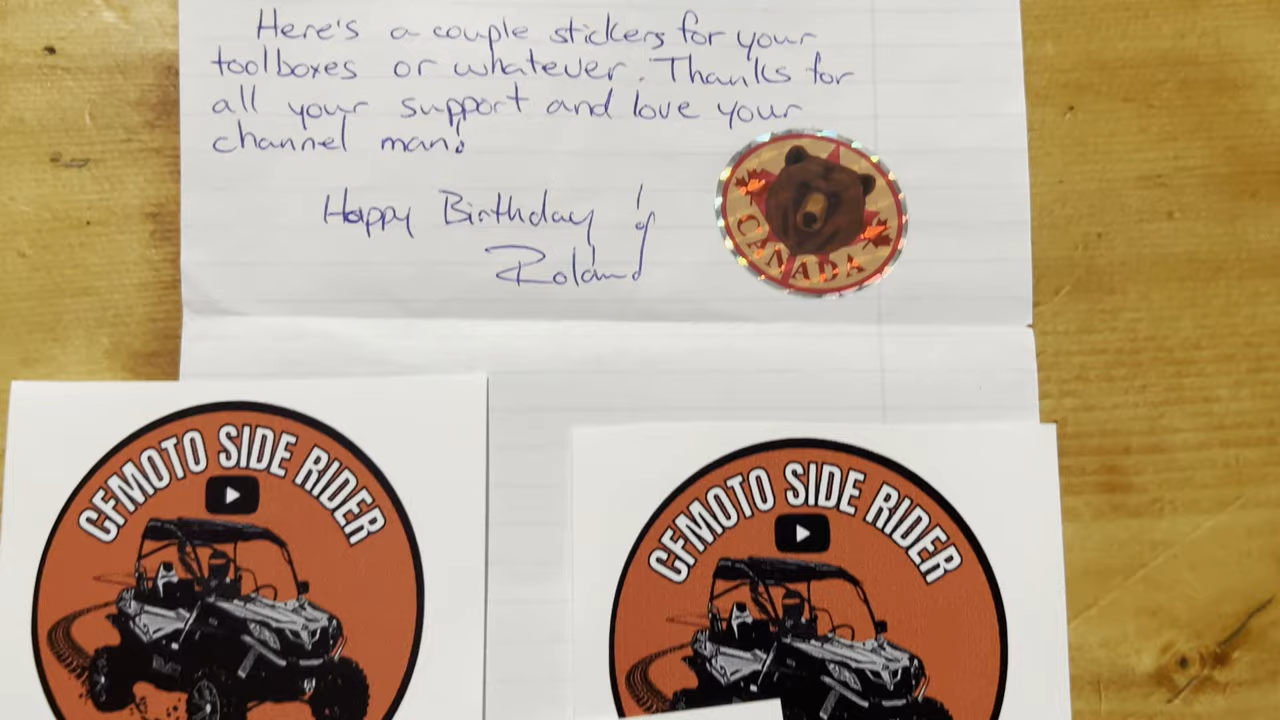 Here's a couple stickers for your
toolboxes or whatever. Thanks for
all your support and love your
channel man!
Happy Birthday !
Roland
CANADA
CFMOTO SIDE RIDER
CFMOTO SIDE RIDER